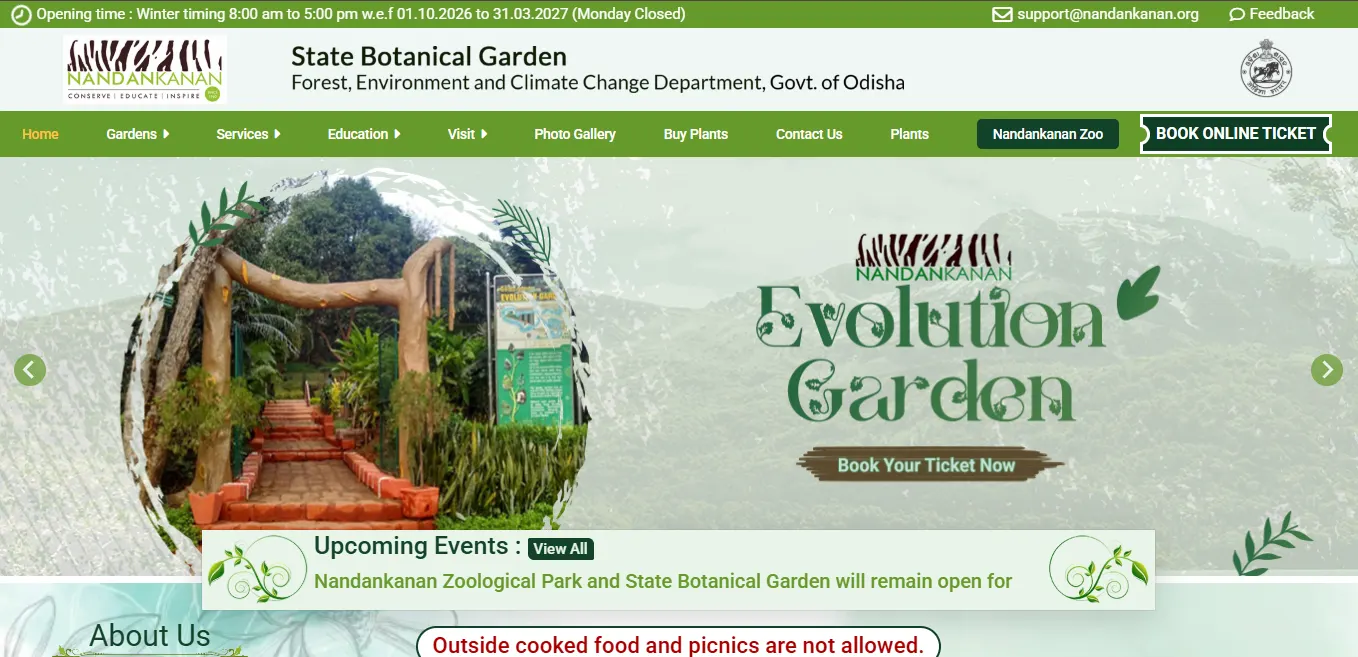 Opening time : Winter timing 8:00 am to 5:00 pm w.e.f 01.10.2026 to 31.03.2027 (Monday Closed)
support@nandankanan.org
Feedback
NANDANKANAN
CONSERVE | EDUCATE | INSPIRE
State Botanical Garden
Forest, Environment and Climate Change Department, Govt. of Odisha
Home
Gardens
Services
Education
Visit
Photo Gallery
Buy Plants
Contact Us
Plants
Nandankanan Zoo
BOOK ONLINE TICKET
NANDANKANAN
Evolution
Garden
Book Your Ticket Now
Upcoming Events : View All
Nandankanan Zoological Park and State Botanical Garden will remain open for
About Us
Outside cooked food and picnics are not allowed.